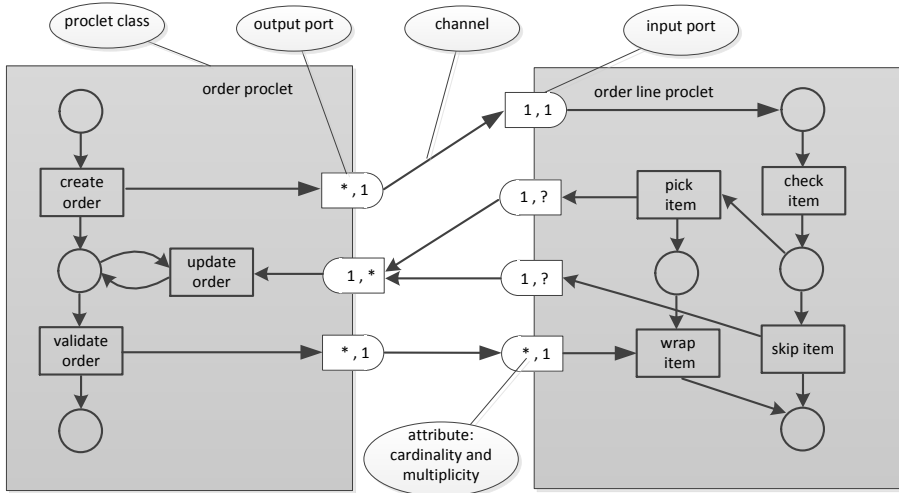 proclet class
output port
channel
input port
order proclet
order line proclet
1, 1
create
order
*, 1
1, ?
pick
item
check
item
update
order
1, *
1, ?
validate
order
*, 1
*, 1
wrap
item
skip item
attribute:
cardinality and
multiplicity